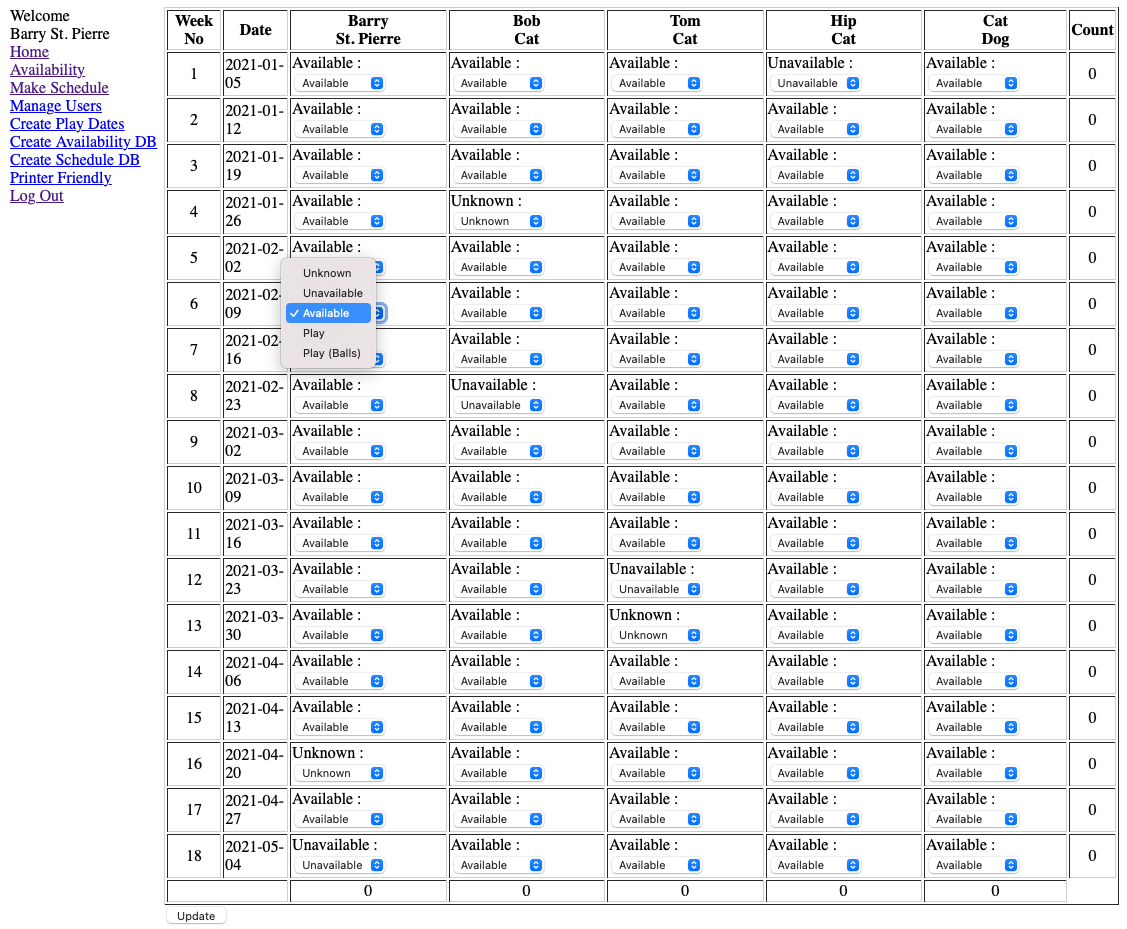 Welcome
Barry St. Pierre
Home
Availability
Make Schedule
Manage Users
Create Play Dates
Create Availability DB
Create Schedule DB
Printer Friendly
Log Out
Week No Date Barry St. Pierre Bob Cat Tom Cat Hip Cat Cat Dog Count
1 2021-01-05 Available : Available : Available : Unavailable : Available : 0
Available Available Available Unavailable Available
2 2021-01-12 Available : Available : Available : Available : Available : 0
Available Available Available Available Available
3 2021-01-19 Available : Available : Available : Available : Available : 0
Available Available Available Available Available
4 2021-01-26 Available : Unknown : Available : Available : Available : 0
Available Unknown Available Available Available
5 2021-02-02 Available : Available : Available : Available : Available : 0
Available Available Available Available
Unknown
Unavailable
Available
Play
Play (Balls)
6 2021-02-09 Available : Available : Available : Available : 0
Available Available Available Available
7 2021-02-16 Available : Available : Available : Available : 0
Available Available Available Available
8 2021-02-23 Available : Unavailable : Available : Available : Available : 0
Available Unavailable Available Available Available
9 2021-03-02 Available : Available : Available : Available : Available : 0
Available Available Available Available Available
10 2021-03-09 Available : Available : Available : Available : Available : 0
Available Available Available Available Available
11 2021-03-16 Available : Available : Available : Available : Available : 0
Available Available Available Available Available
12 2021-03-23 Available : Available : Unavailable : Available : Available : 0
Available Available Unavailable Available Available
13 2021-03-30 Available : Available : Unknown : Available : Available : 0
Available Available Unknown Available Available
14 2021-04-06 Available : Available : Available : Available : Available : 0
Available Available Available Available Available
15 2021-04-13 Available : Available : Available : Available : Available : 0
Available Available Available Available Available
16 2021-04-20 Unknown : Available : Available : Available : Available : 0
Unknown Available Available Available Available
17 2021-04-27 Available : Available : Available : Available : Available : 0
Available Available Available Available Available
18 2021-05-04 Unavailable : Available : Available : Available : Available : 0
Unavailable Available Available Available Available
0 0 0 0 0
Update